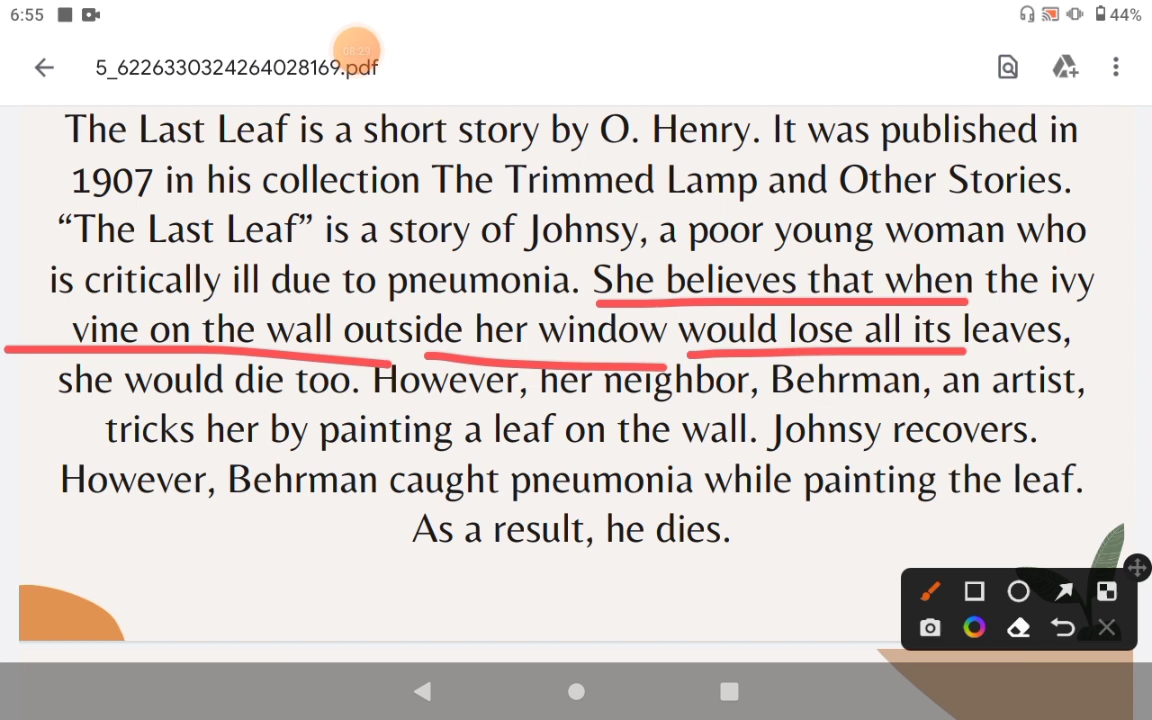 6:55
44%
08:29
5_6226330324264028169.pdf
The Last Leaf is a short story by O. Henry. It was published in
1907 in his collection The Trimmed Lamp and Other Stories.
“The Last Leaf” is a story of Johnsy, a poor young woman who
is critically ill due to pneumonia. She believes that when the ivy
vine on the wall outside her window would lose all its leaves,
she would die too. However, her neighbor, Behrman, an artist,
tricks her by painting a leaf on the wall. Johnsy recovers.
However, Behrman caught pneumonia while painting the leaf.
As a result, he dies.